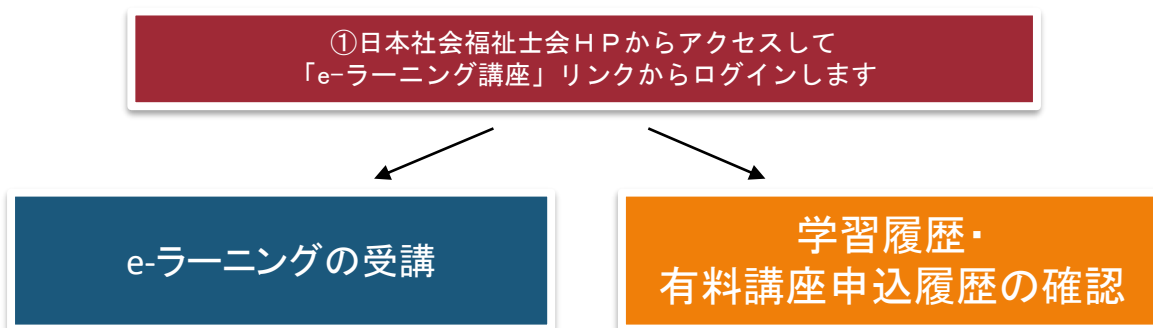 ①日本社会福祉士会ＨＰからアクセスして
「e-ラーニング講座」リンクからログインします
e-ラーニングの受講
学習履歴・
有料講座申込履歴の確認